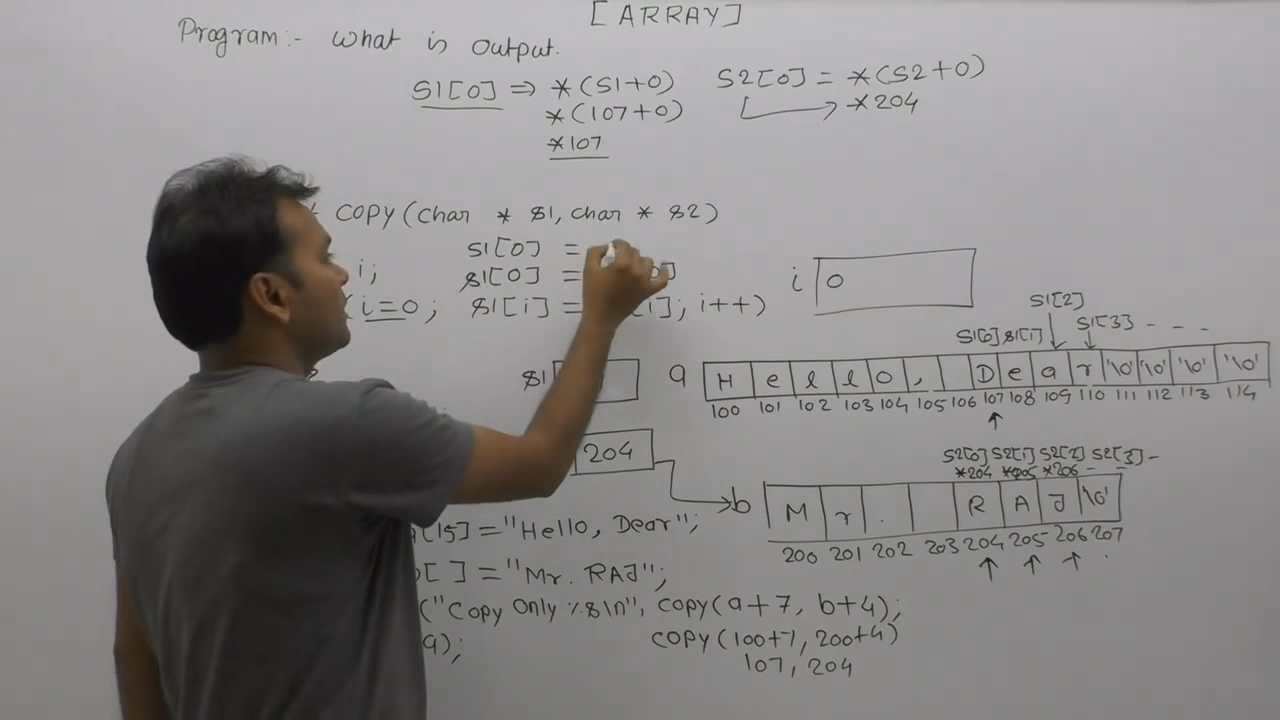 [ARRAY]
Program:- What is output.
S1[0] ⇒ *(S1+0) S2[0] = *(S2+0)
*(107+0) *204
*107
COPY(char * S1, char * S2)
S1[0] =
i; S1[0] = 0]
(i=0; S1[i] = [i]; i++) i 0
S1[2]
S1[0] S1[1] S1[3] - - -
S1 a H e l l o , D e a r '\0' '\0' '\0' '\0'
100 101 102 103 104 105 106 107 108 109 110 111 112 113 114
S2[0] S2[1] S2[2] S2[3] -
*204 *205 *206 - -
204 b M r . R A J '\0'
200 201 202 203 204 205 206 207
[15]="Hello, Dear";
[ ]="Mr. RAJ";
("Copy Only %s\n", copy(a+7, b+4);
); copy(100+7, 200+4)
107, 204